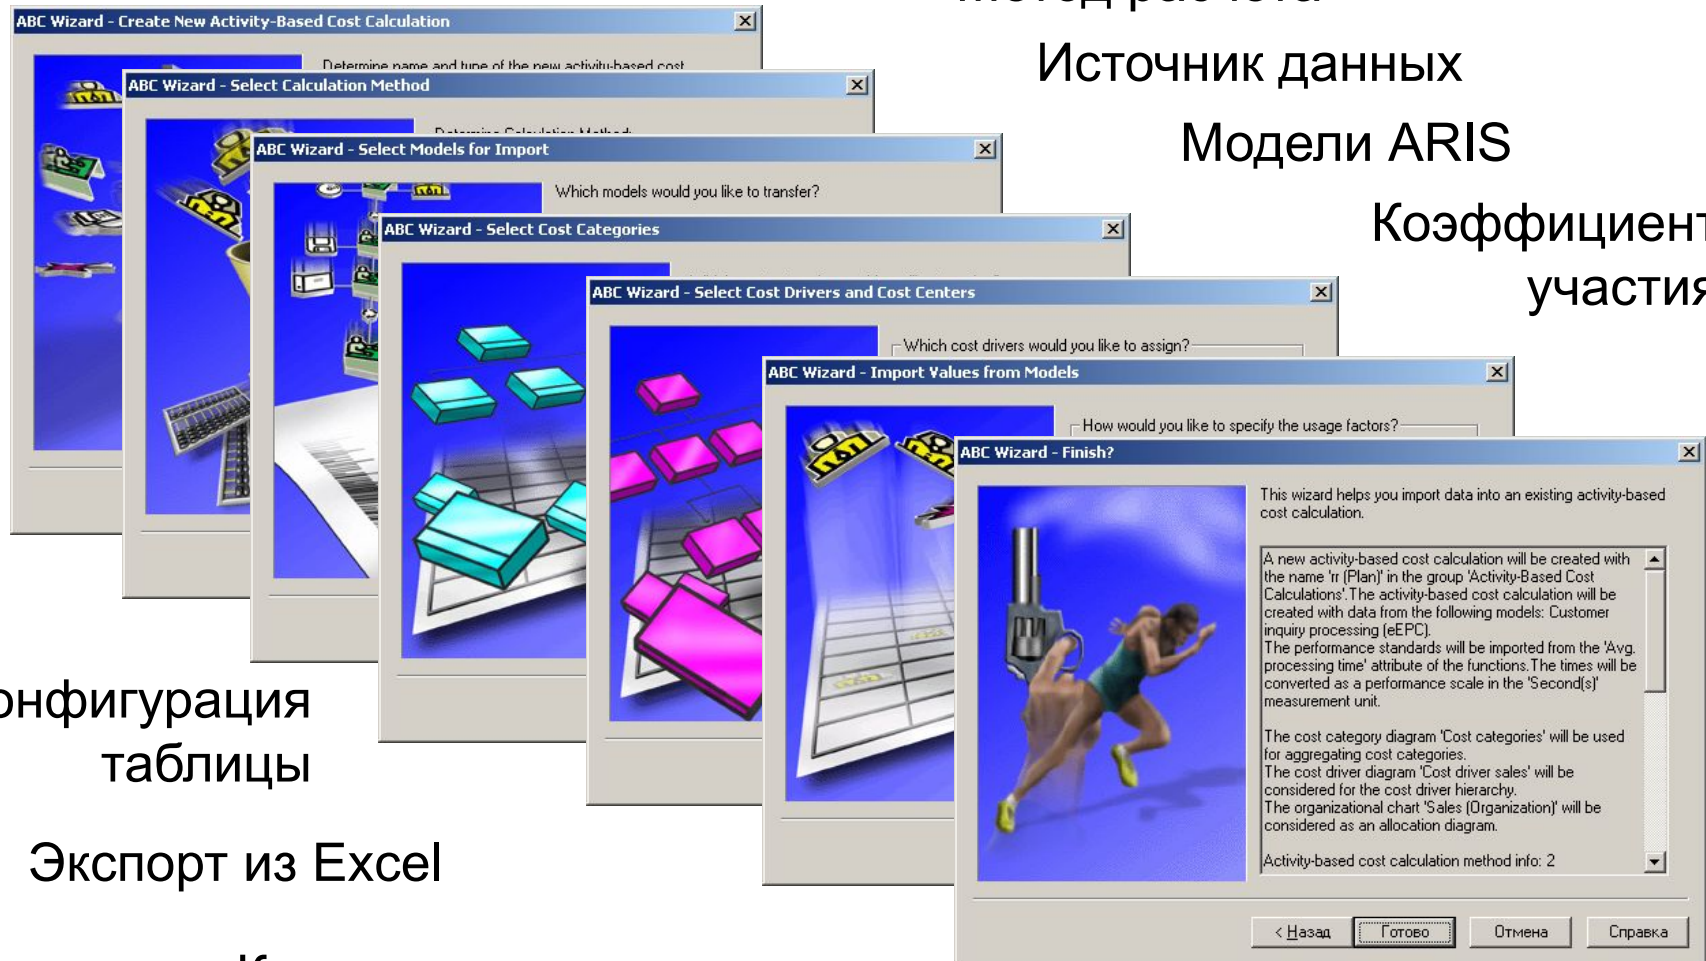 Метод расчета
Источник данных
Модели ARIS
Коэффициент
участия
ABC Wizard - Create New Activity-Based Cost Calculation
Determine name and type of the new activity-based cost
ABC Wizard - Select Calculation Method
Determine Calculation Method:
ABC Wizard - Select Models for Import
Which models would you like to transfer?
ABC Wizard - Select Cost Categories
ABC Wizard - Select Cost Drivers and Cost Centers
Which cost drivers would you like to assign?
ABC Wizard - Import Values from Models
How would you like to specify the usage factors?
ABC Wizard - Finish?
This wizard helps you import data into an existing activity-based
cost calculation.
A new activity-based cost calculation will be created with
the name 'rr (Plan)' in the group 'Activity-Based Cost
Calculations'.The activity-based cost calculation will be
created with data from the following models: Customer
inquiry processing (eEPC).
The performance standards will be imported from the 'Avg.
processing time' attribute of the functions.The times will be
converted as a performance scale in the 'Second(s)'
measurement unit.
The cost category diagram 'Cost categories' will be used
for aggregating cost categories.
The cost driver diagram 'Cost driver sales' will be
considered for the cost driver hierarchy.
The organizational chart 'Sales (Organization)' will be
considered as an allocation diagram.
Activity-based cost calculation method info: 2
< Назад Готово Отмена Справка
онфигурация
таблицы
Экспорт из Excel